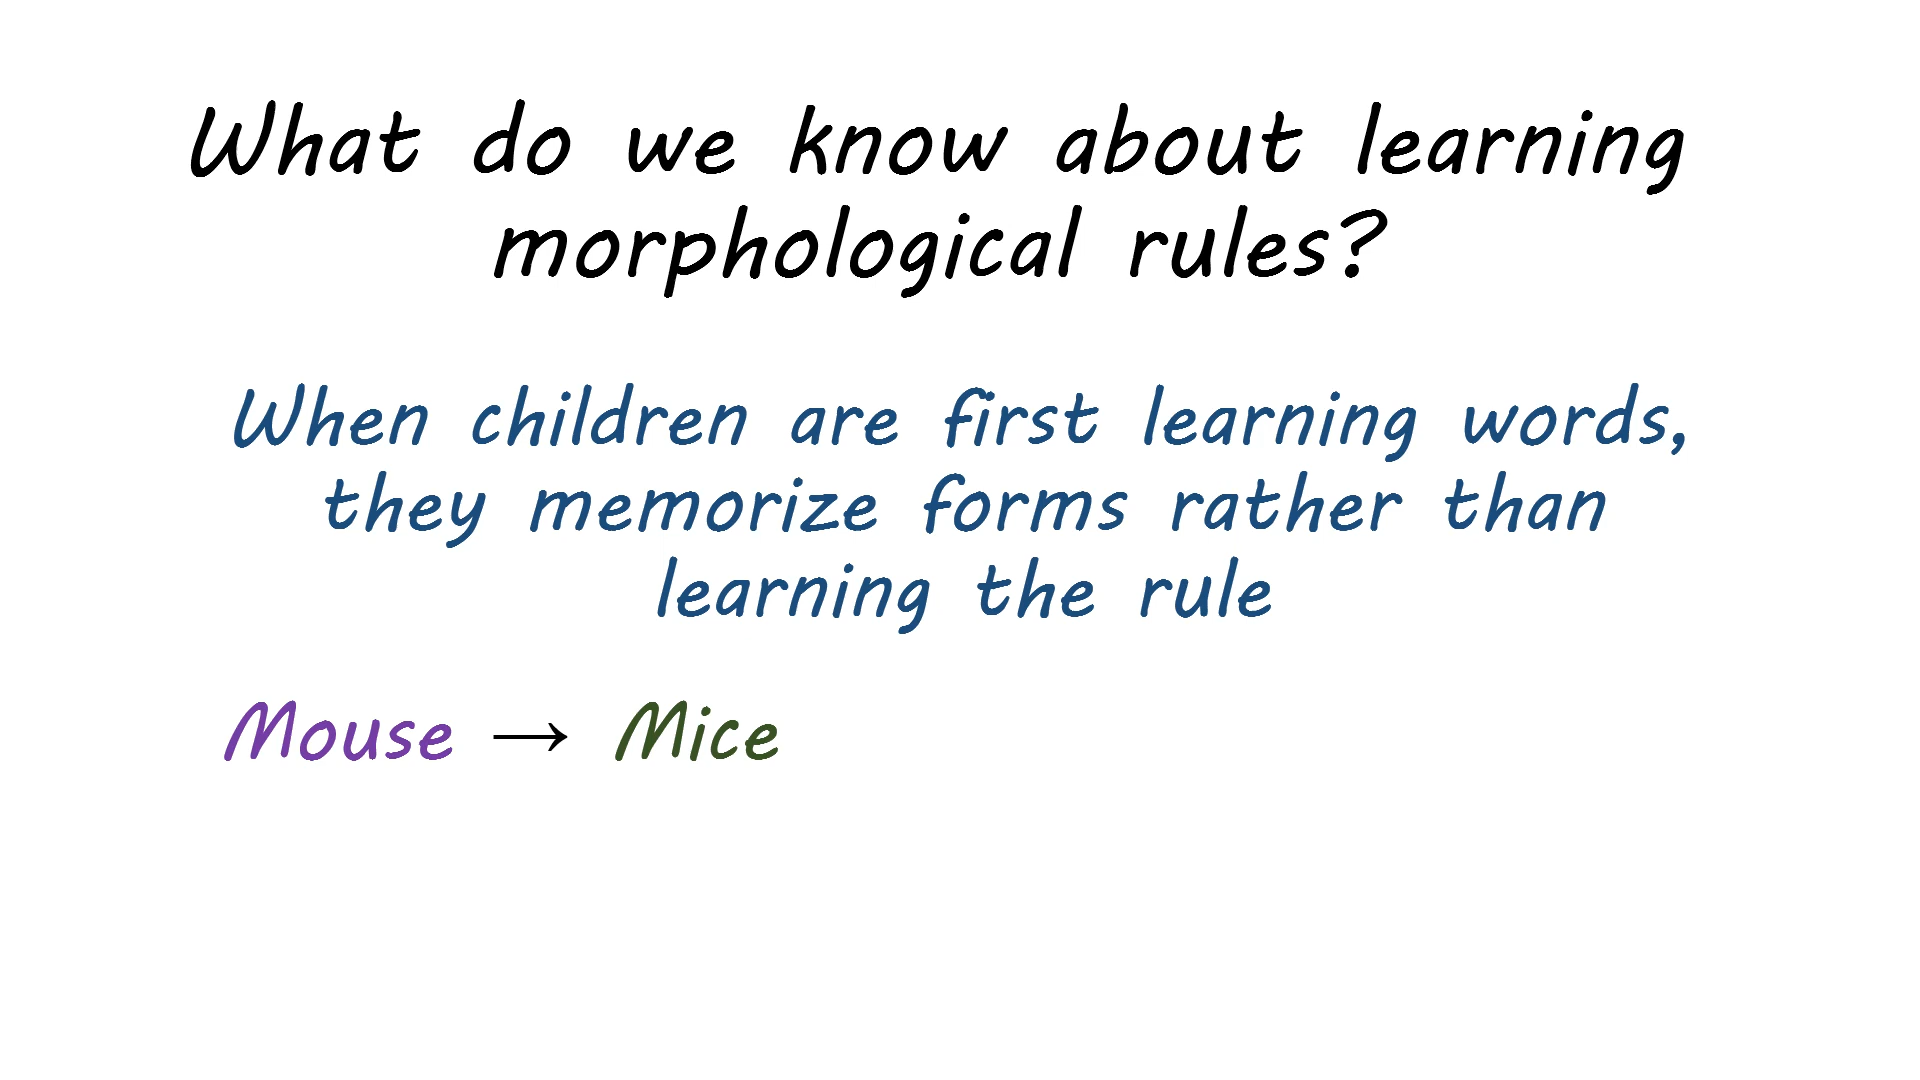 What do we know about learning
morphological rules?
When children are first learning words,
they memorize forms rather than
learning the rule
Mouse → Mice